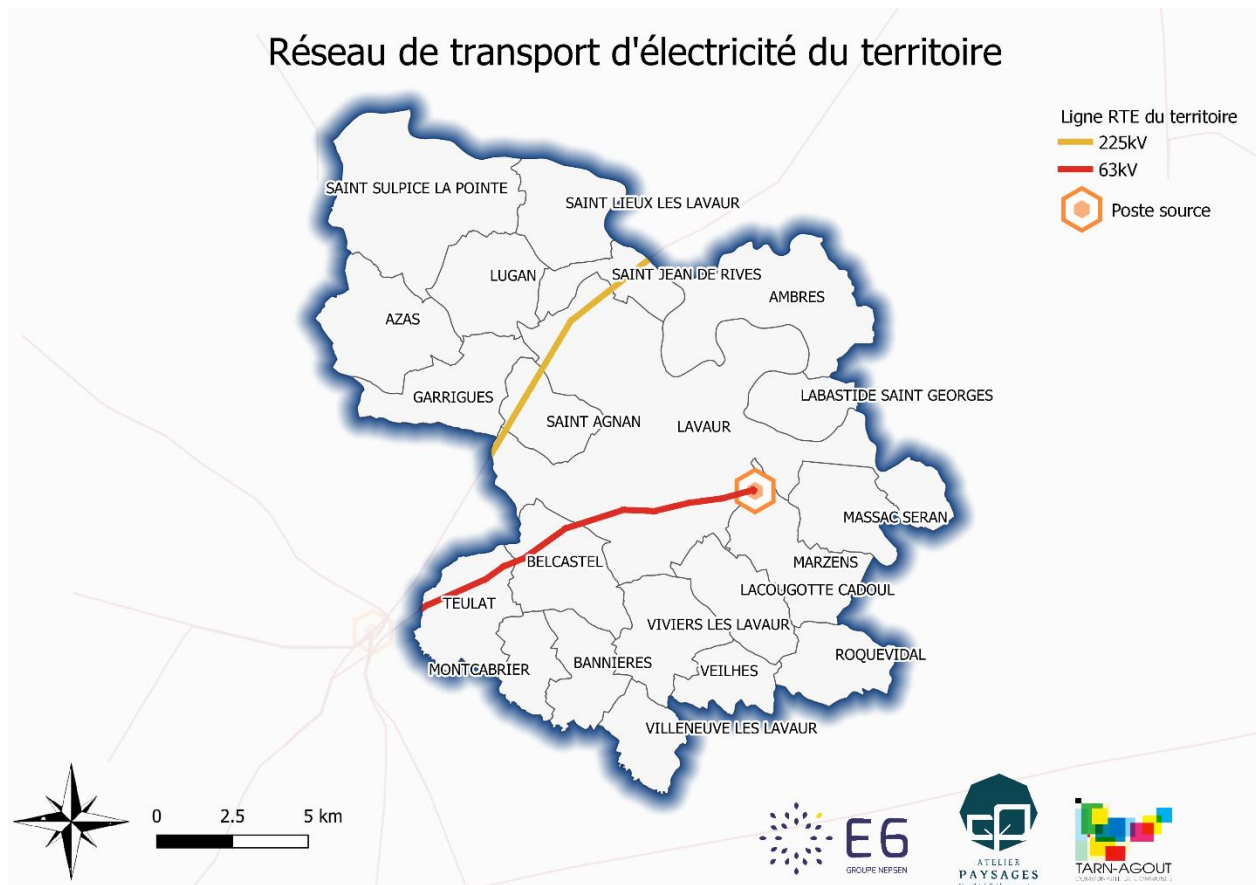 Réseau de transport d'électricité du territoire
Ligne RTE du territoire
225kV
63kV
Poste source
SAINT SULPICE LA POINTE
SAINT LIEUX LES LAVAUR
LUGAN
SAINT JEAN DE RIVES
AMBRES
AZAS
GARRIGUES
LABASTIDE SAINT GEORGES
SAINT AGNAN
LAVAUR
MASSAC SERAN
BELCASTEL
MARZENS
LACOUGOTTE CADOUL
TEULAT
VIVIERS LES LAVAUR
ROQUEVIDAL
MONTCABRIER
BANNIERES
VEILHES
VILLENEUVE LES LAVAUR
0 2.5 5 km
E6
GROUPE NEPSEN
ATELIER
PAYSAGES
TARN-AGOUT
COMMUNAUTÉ DE COMMUNES